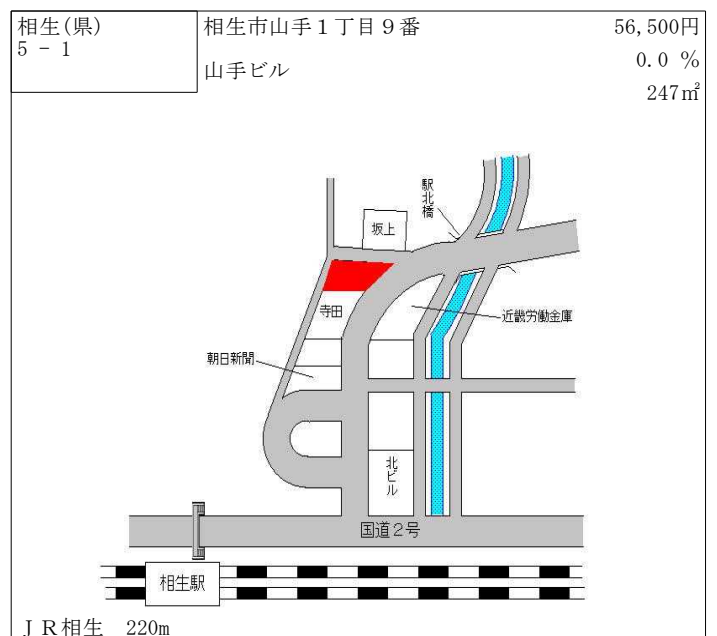 相生(県)
5 - 1
相生市山手1丁目9番
山手ビル
56,500円
0.0 %
247㎡
駅北橋
坂上
寺田
近畿労働金庫
朝日新聞
北ビル
国道2号
相生駅
JR相生 220m